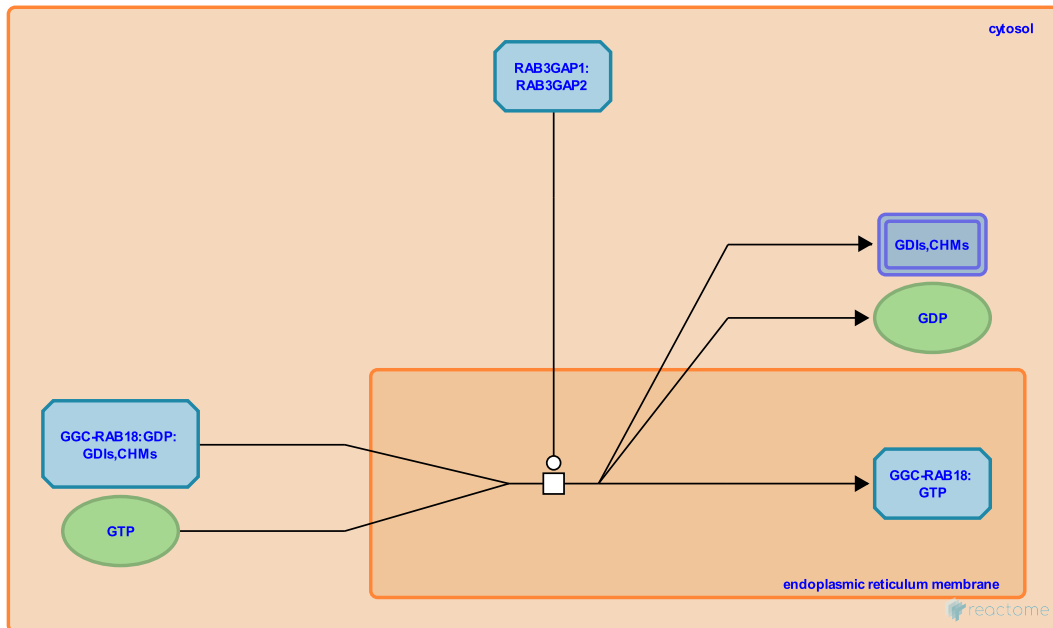 cytosol
RAB3GAP1:
RAB3GAP2
GDIs,CHMs
GDP
GGC-RAB18:GDP:
GDIs,CHMs
GTP
GGC-RAB18:
GTP
endoplasmic reticulum membrane
reactome